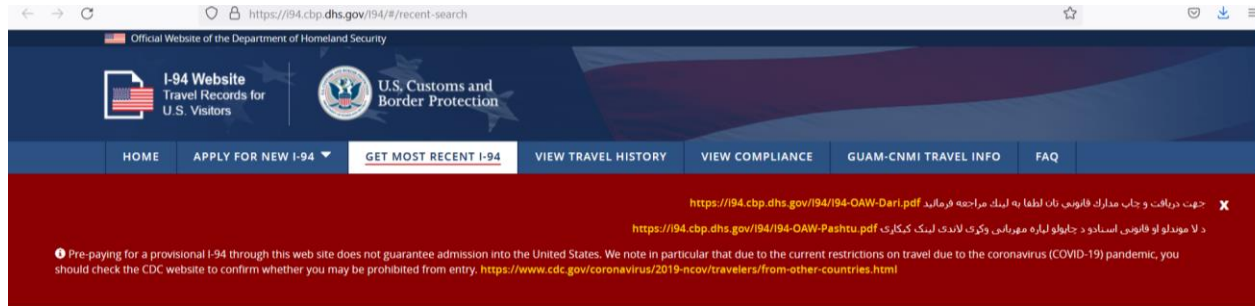 https://i94.cbp.dhs.gov/I94/#/recent-search
Official Website of the Department of Homeland Security
I-94 Website
Travel Records for
U.S. Visitors
U.S. Customs and
Border Protection
HOME APPLY FOR NEW I-94 GET MOST RECENT I-94 VIEW TRAVEL HISTORY VIEW COMPLIANCE GUAM-CNMI TRAVEL INFO FAQ
جهت دریافت و چاپ مدارك قانونی تان لطفا به لینك مراجعه فرمائید https://i94.cbp.dhs.gov/I94/I94-OAW-Dari.pdf
د لا موندلو او قانونی اسنادو د چاپولو لپاره مهربانی وکړی لاندی لینک کیکاری https://i94.cbp.dhs.gov/I94/I94-OAW-Pashtu.pdf
Pre-paying for a provisional I-94 through this web site does not guarantee admission into the United States. We note in particular that due to the current restrictions on travel due to the coronavirus (COVID-19) pandemic, you
should check the CDC website to confirm whether you may be prohibited from entry. https://www.cdc.gov/coronavirus/2019-ncov/travelers/from-other-countries.html